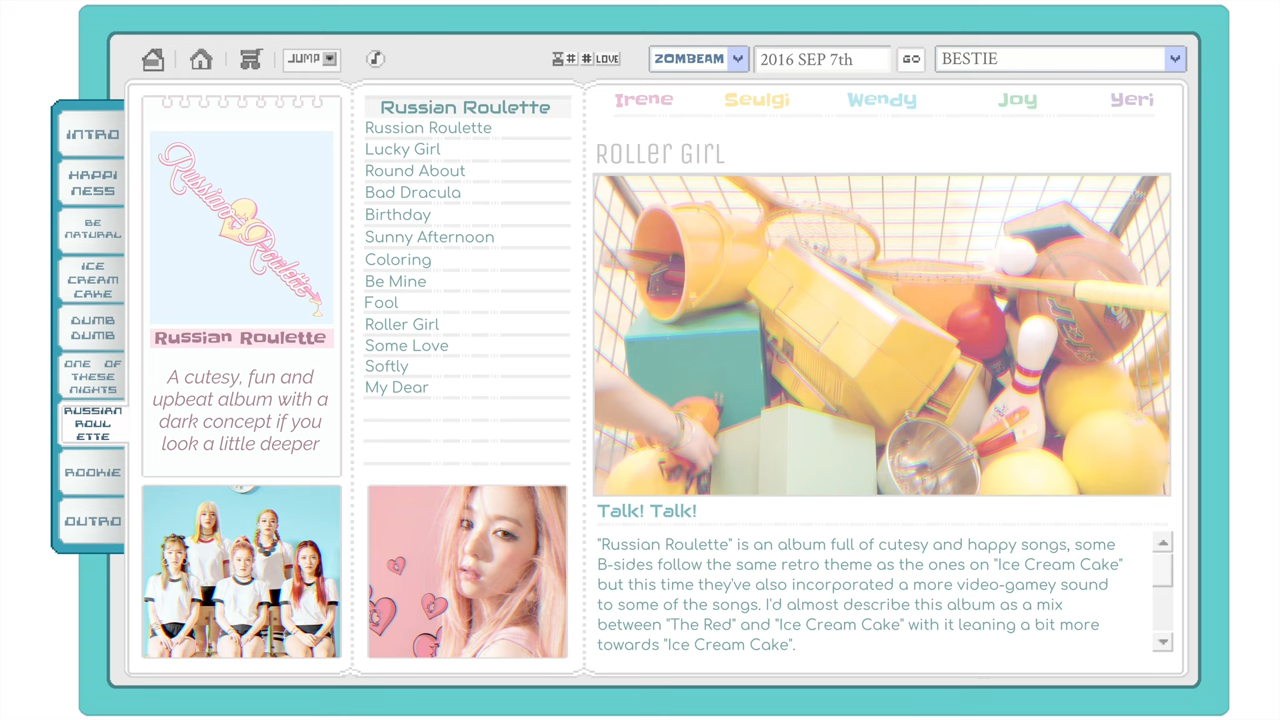 JUMP
# # LOVE
ZOMBEAM
2016 SEP 7th
GO
BESTIE
INTRO
HAPPI
NESS
BE
NATURAL
ICE
CREAM
CAKE
DUMB
DUMB
ONE OF
THESE
NIGHTS
RUSSIAN
ROUL
ETTE
ROOKIE
OUTRO
Russian Roulette
Russian Roulette
A cutesy, fun and
upbeat album with a
dark concept if you
look a little deeper
Russian Roulette
Russian Roulette
Lucky Girl
Round About
Bad Dracula
Birthday
Sunny Afternoon
Coloring
Be Mine
Fool
Roller Girl
Some Love
Softly
My Dear
Irene Seulgi Wendy Joy Yeri
Roller Girl
Talk! Talk!
"Russian Roulette" is an album full of cutesy and happy songs, some
B-sides follow the same retro theme as the ones on "Ice Cream Cake"
but this time they've also incorporated a more video-gamey sound
to some of the songs. I'd almost describe this album as a mix
between "The Red" and "Ice Cream Cake" with it leaning a bit more
towards "Ice Cream Cake".